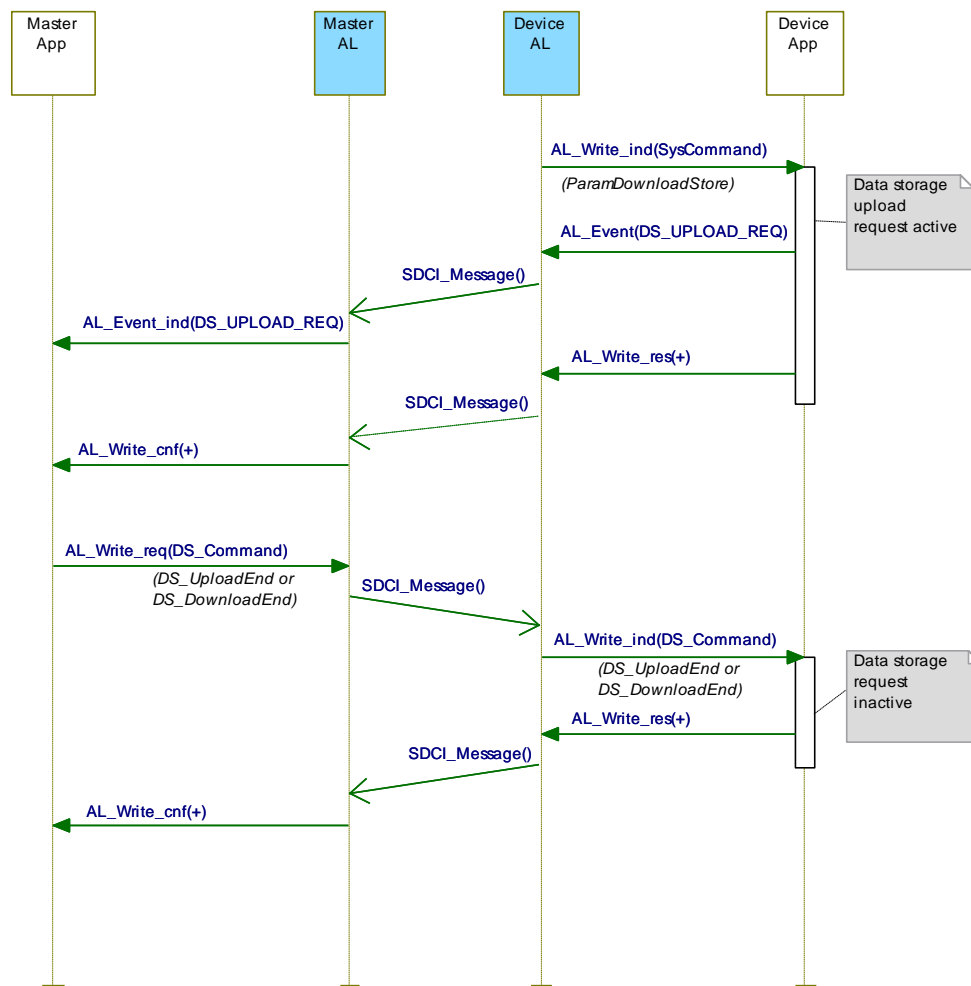 Master
App
Master
AL
Device
AL
Device
App
AL_Write_ind(SysCommand)
(ParamDownloadStore)
Data storage
upload
request active
AL_Event(DS_UPLOAD_REQ)
SDCI_Message()
AL_Event_ind(DS_UPLOAD_REQ)
AL_Write_res(+)
SDCI_Message()
AL_Write_cnf(+)
AL_Write_req(DS_Command)
(DS_UploadEnd or
DS_DownloadEnd)
SDCI_Message()
AL_Write_ind(DS_Command)
(DS_UploadEnd or
DS_DownloadEnd)
Data storage
request
inactive
AL_Write_res(+)
SDCI_Message()
AL_Write_cnf(+)